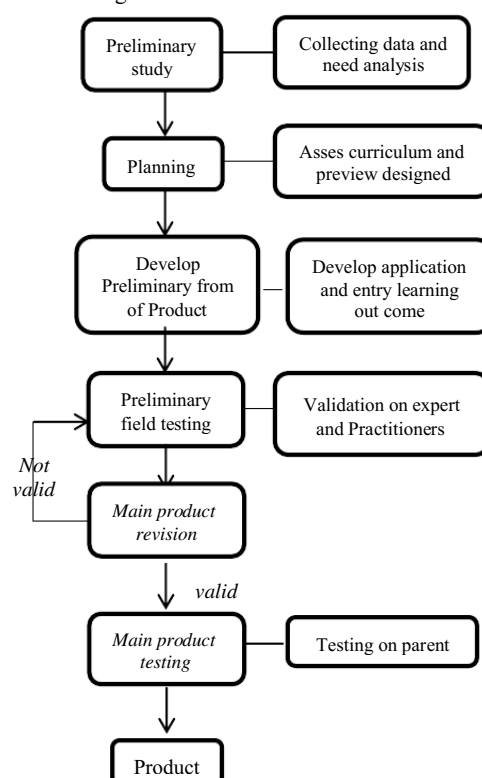 Preliminary
study
Collecting data and
need analysis
Planning
Asses curriculum and
preview designed
Develop
Preliminary from
of Product
Develop application
and entry learning
out come
Preliminary
field testing
Validation on expert
and Practitioners
Not
valid
Main product
revision
valid
Main product
testing
Testing on parent
Product